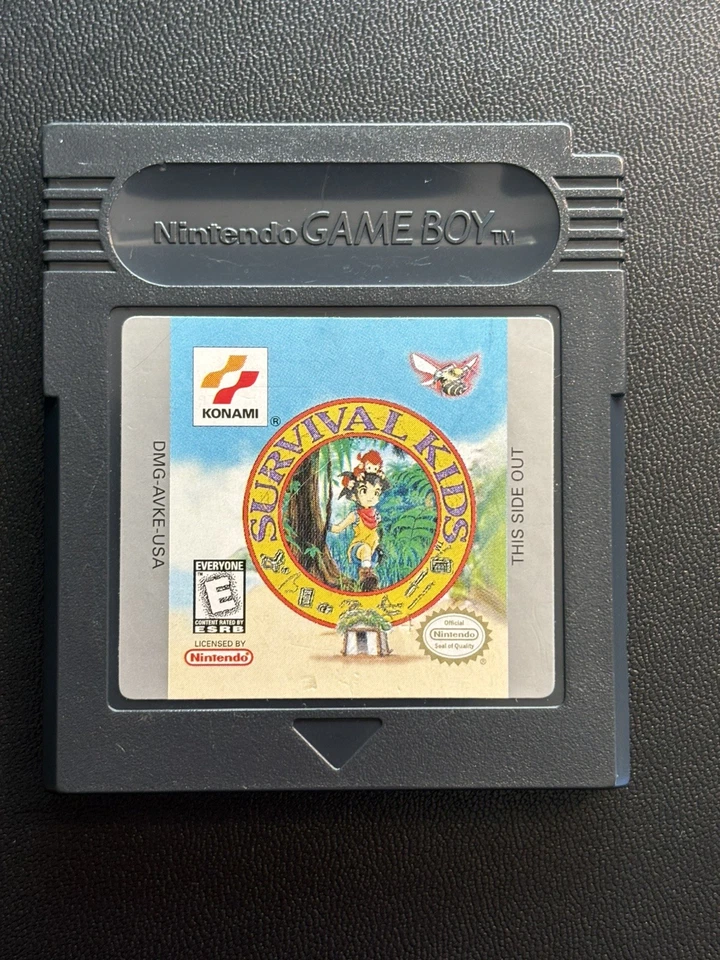 Nintendo GAME BOY TM
KONAMI ®
SURVIVAL KIDS
DMG-AVKE-USA
THIS SIDE OUT
EVERYONE
TM
E
CONTENT RATED BY
ESRB
LICENSED BY
Nintendo
Official
Nintendo
Seal of Quality
®